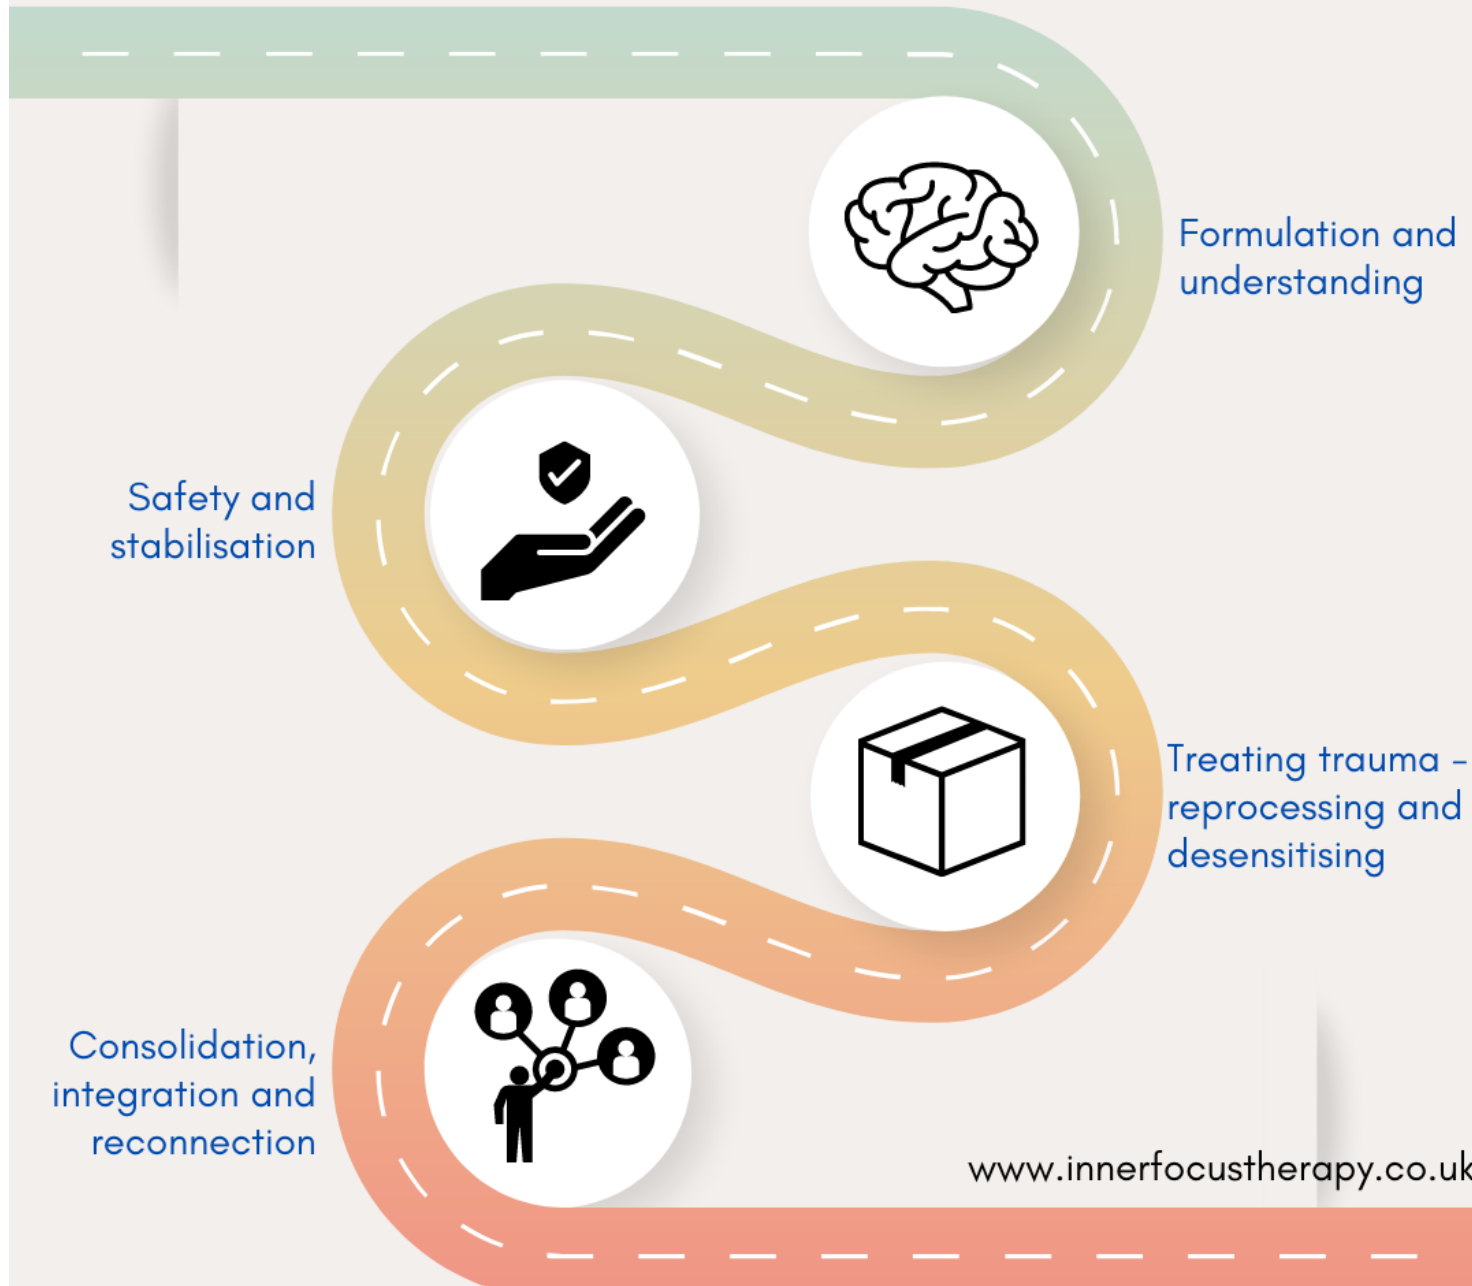 Formulation and
understanding
Safety and
stabilisation
Treating trauma –
reprocessing and
desensitising
Consolidation,
integration and
reconnection
www.innerfocustherapy.co.uk